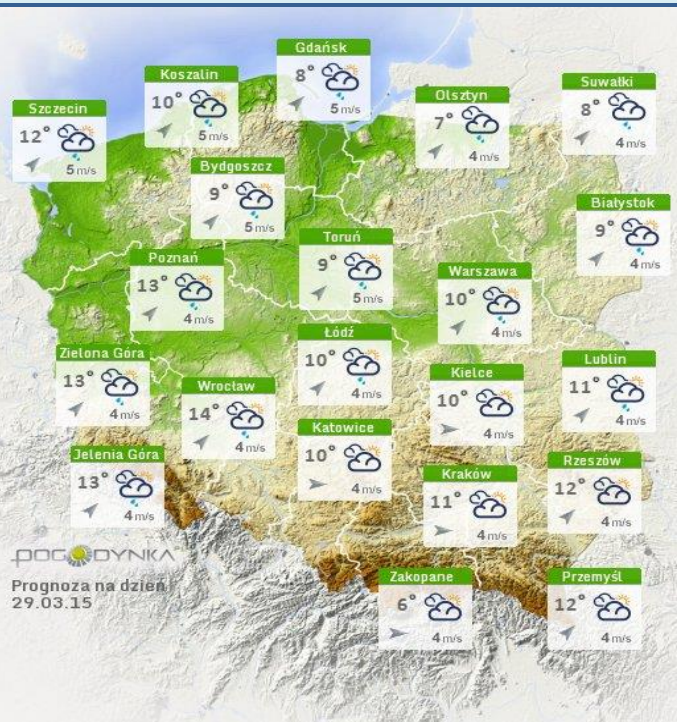 Gdańsk
8°
5 m/s
Koszalin
10°
5 m/s
Suwałki
8°
4 m/s
Olsztyn
7°
4 m/s
Szczecin
12°
5 m/s
Bydgoszcz
9°
5 m/s
Białystok
9°
4 m/s
Toruń
9°
5 m/s
Poznań
13°
4 m/s
Warszawa
10°
4 m/s
Łódź
10°
4 m/s
Zielona Góra
13°
4 m/s
Lublin
11°
4 m/s
Kielce
10°
4 m/s
Wrocław
14°
4 m/s
Katowice
10°
4 m/s
Jelenia Góra
13°
4 m/s
Rzeszów
12°
4 m/s
Kraków
11°
4 m/s
POGODYNKA
Prognoza na dzień
29.03.15
Zakopane
6°
4 m/s
Przemyśl
12°
4 m/s